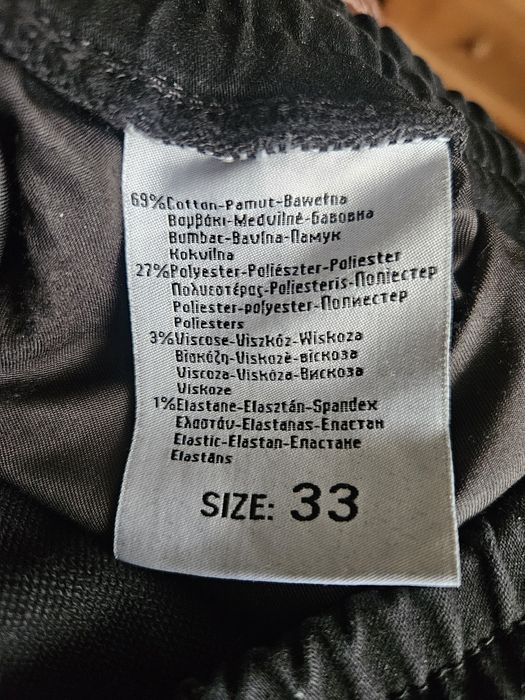 69%Cotton-Pamut-Bawełna
Βαμβάκι-Medvilnė-бавовна
Bumbac-Bavlna-Памук
Kokvilna
27%Polyester-Poliészter-Poliester
Πολυεστέρας-Poliesteris-Поліестер
Poliester-polyester-Полиестер
Poliesters
3%Viscose-Viszkóz-Wiskoza
Βισκόζη-Viskozė-віскоза
Viscoza-Viskóza-Вискоза
Viskoze
1%Elastane-Elasztán-Spandex
Ελαστάν-Elastanas-Еластан
Elastic-Elastan-Еластане
Elastāns
SIZE: 33